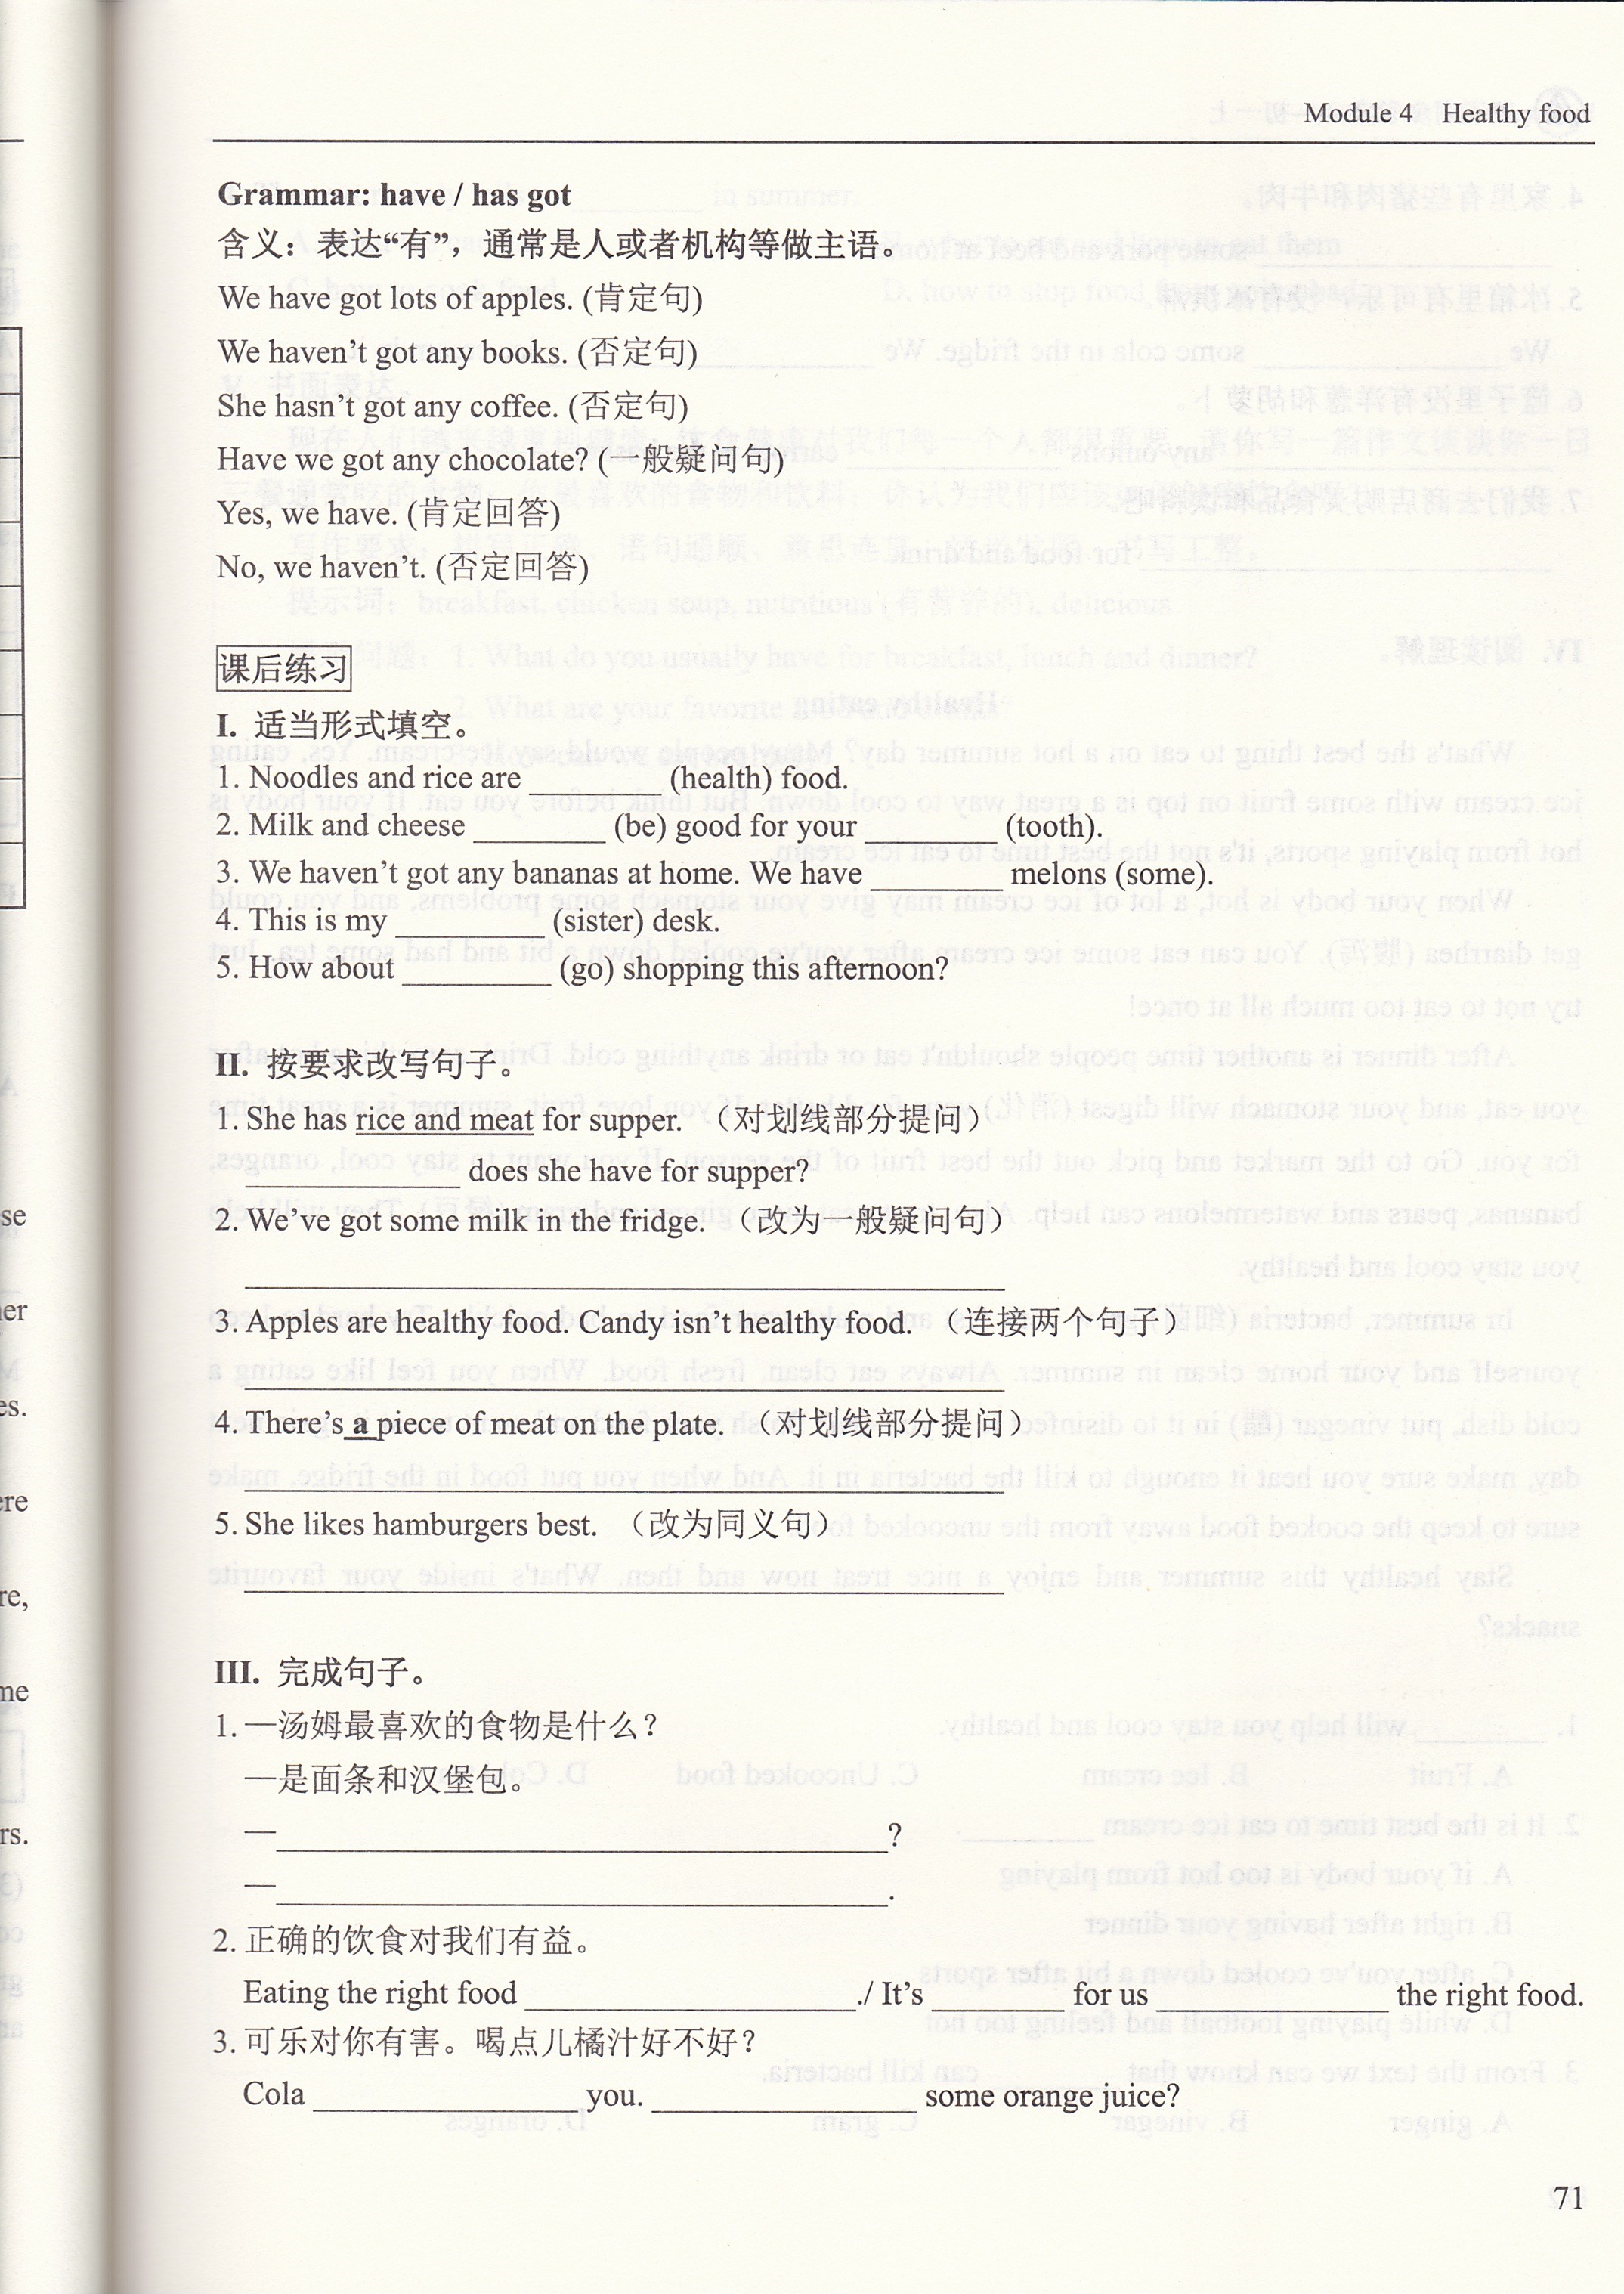 Module 4 Healthy food
Grammar: have / has got
含义：表达“有”，通常是人或者机构等做主语。
We have got lots of apples. (肯定句)
We haven't got any books. (否定句)
She hasn't got any coffee. (否定句)
Have we got any chocolate? (一般疑问句)
Yes, we have. (肯定回答)
No, we haven't. (否定回答)
课后练习
I. 适当形式填空。
1. Noodles and rice are ________ (health) food.
2. Milk and cheese ________ (be) good for your ________ (tooth).
3. We haven't got any bananas at home. We have ________ melons (some).
4. This is my _________ (sister) desk.
5. How about _________ (go) shopping this afternoon?
II. 按要求改写句子。
1. She has rice and meat for supper. （对划线部分提问）
_____________ does she have for supper?
2. We've got some milk in the fridge. （改为一般疑问句）
3. Apples are healthy food. Candy isn't healthy food. （连接两个句子）
4. There's a piece of meat on the plate. （对划线部分提问）
5. She likes hamburgers best. （改为同义句）
III. 完成句子。
1. —汤姆最喜欢的食物是什么？
—是面条和汉堡包。
—_____________________________________?
—_____________________________________.
2. 正确的饮食对我们有益。
Eating the right food ____________________./ It's ________ for us ______________ the right food.
3. 可乐对你有害。喝点儿橘汁好不好？
Cola ________________ you. ________________ some orange juice?
71